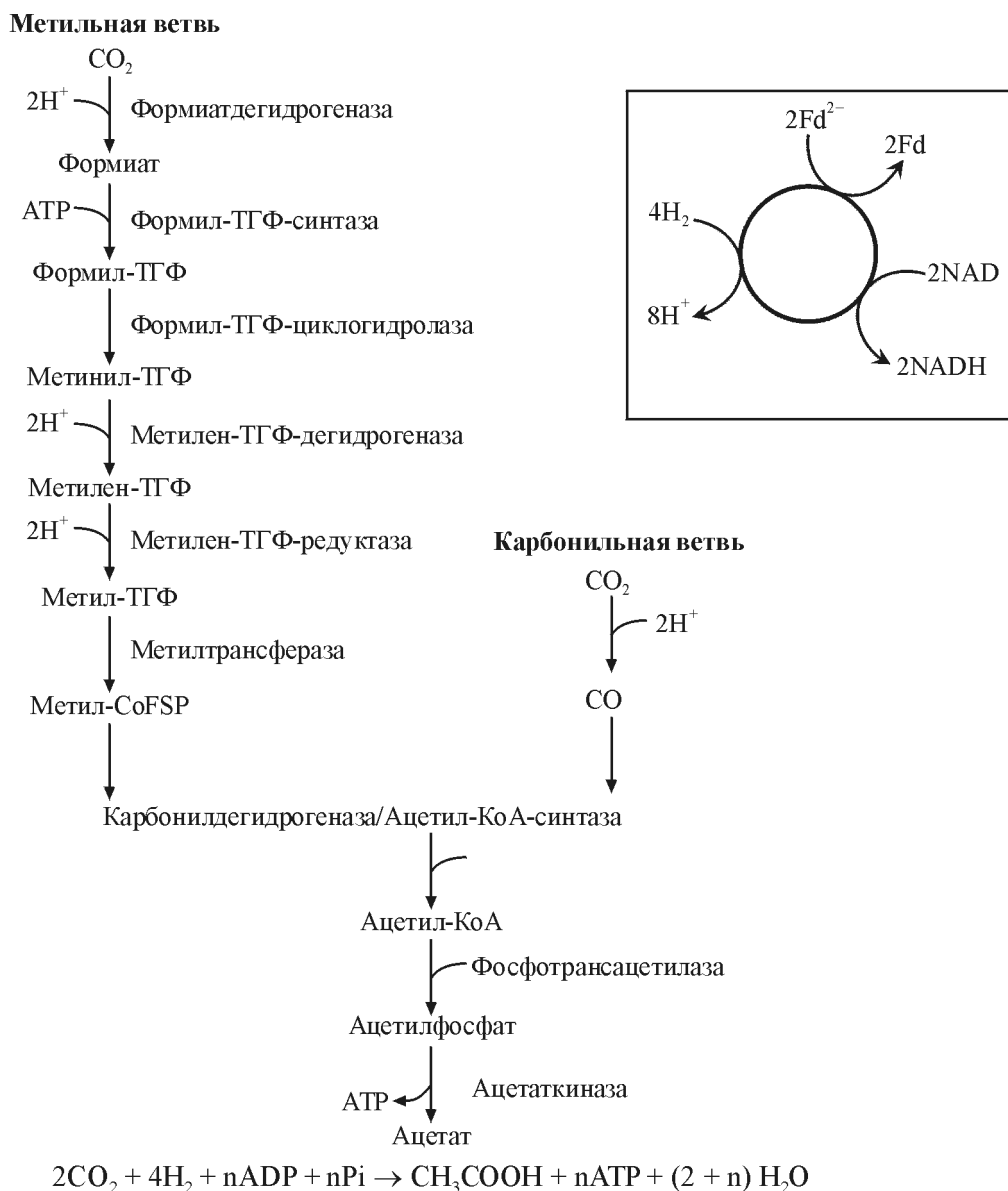 Метильная ветвь
CO₂
2H⁺
Формиатдегидрогеназа
Формиат
ATP
Формил-ТГФ-синтаза
Формил-ТГФ
Формил-ТГФ-циклогидролаза
Метинил-ТГФ
2H⁺
Метилен-ТГФ-дегидрогеназа
Метилен-ТГФ
2H⁺
Метилен-ТГФ-редуктаза
Метил-ТГФ
Метилтрансфераза
Метил-CoFSP
2Fd²⁻
2Fd
4H₂
2NAD
8H⁺
2NADH
Карбонильная ветвь
CO₂
2H⁺
CO
Карбонилдегидрогеназа/Ацетил-КоА-синтаза
Ацетил-КоА
Фосфотрансацетилаза
Ацетилфосфат
ATP
Ацетаткиназа
Ацетат
2CO₂ + 4H₂ + nADP + nPi → CH₃COOH + nATP + (2 + n) H₂O